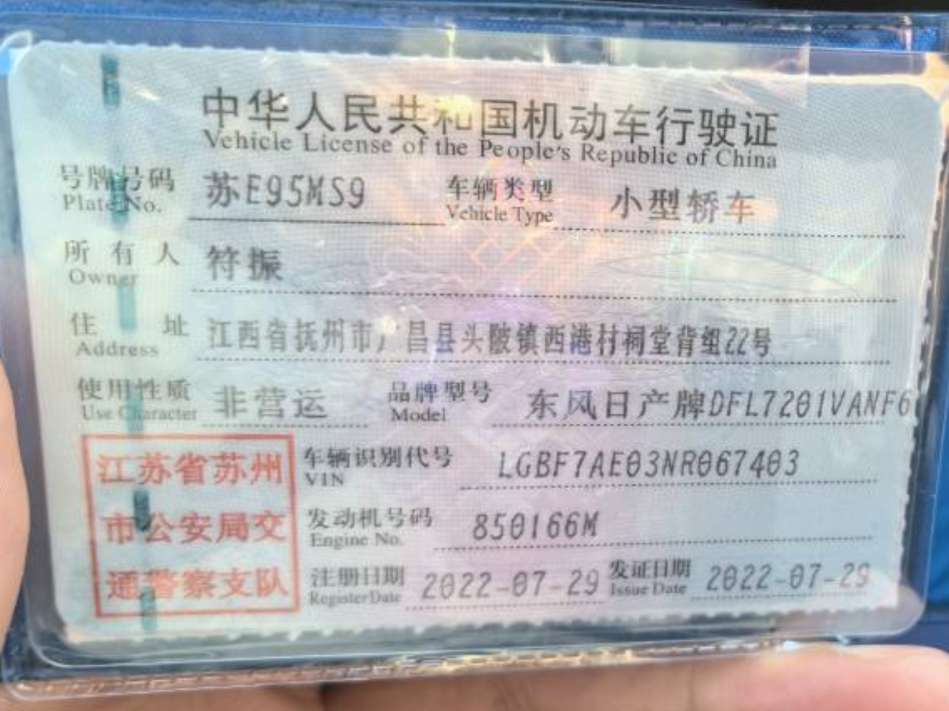 中华人民共和国机动车行驶证
Vehicle License of the People's Republic of China
号牌号码 苏E95MS9 车辆类型 小型轿车
Plate No. Vehicle Type
所有人 符振
Owner
住址 江西省抚州市广昌县头陂镇西港村祠堂背组22号
Address
使用性质 非营运 品牌型号 东风日产牌DFL7201VANF6
Use Character Model
江苏省苏州 车辆识别代号 LGBF7AE03NR067403
VIN
市公安局交 发动机号码 850166M
Engine No.
通警察支队 注册日期 2022-07-29 发证日期 2022-07-29
Register Date Issue Date